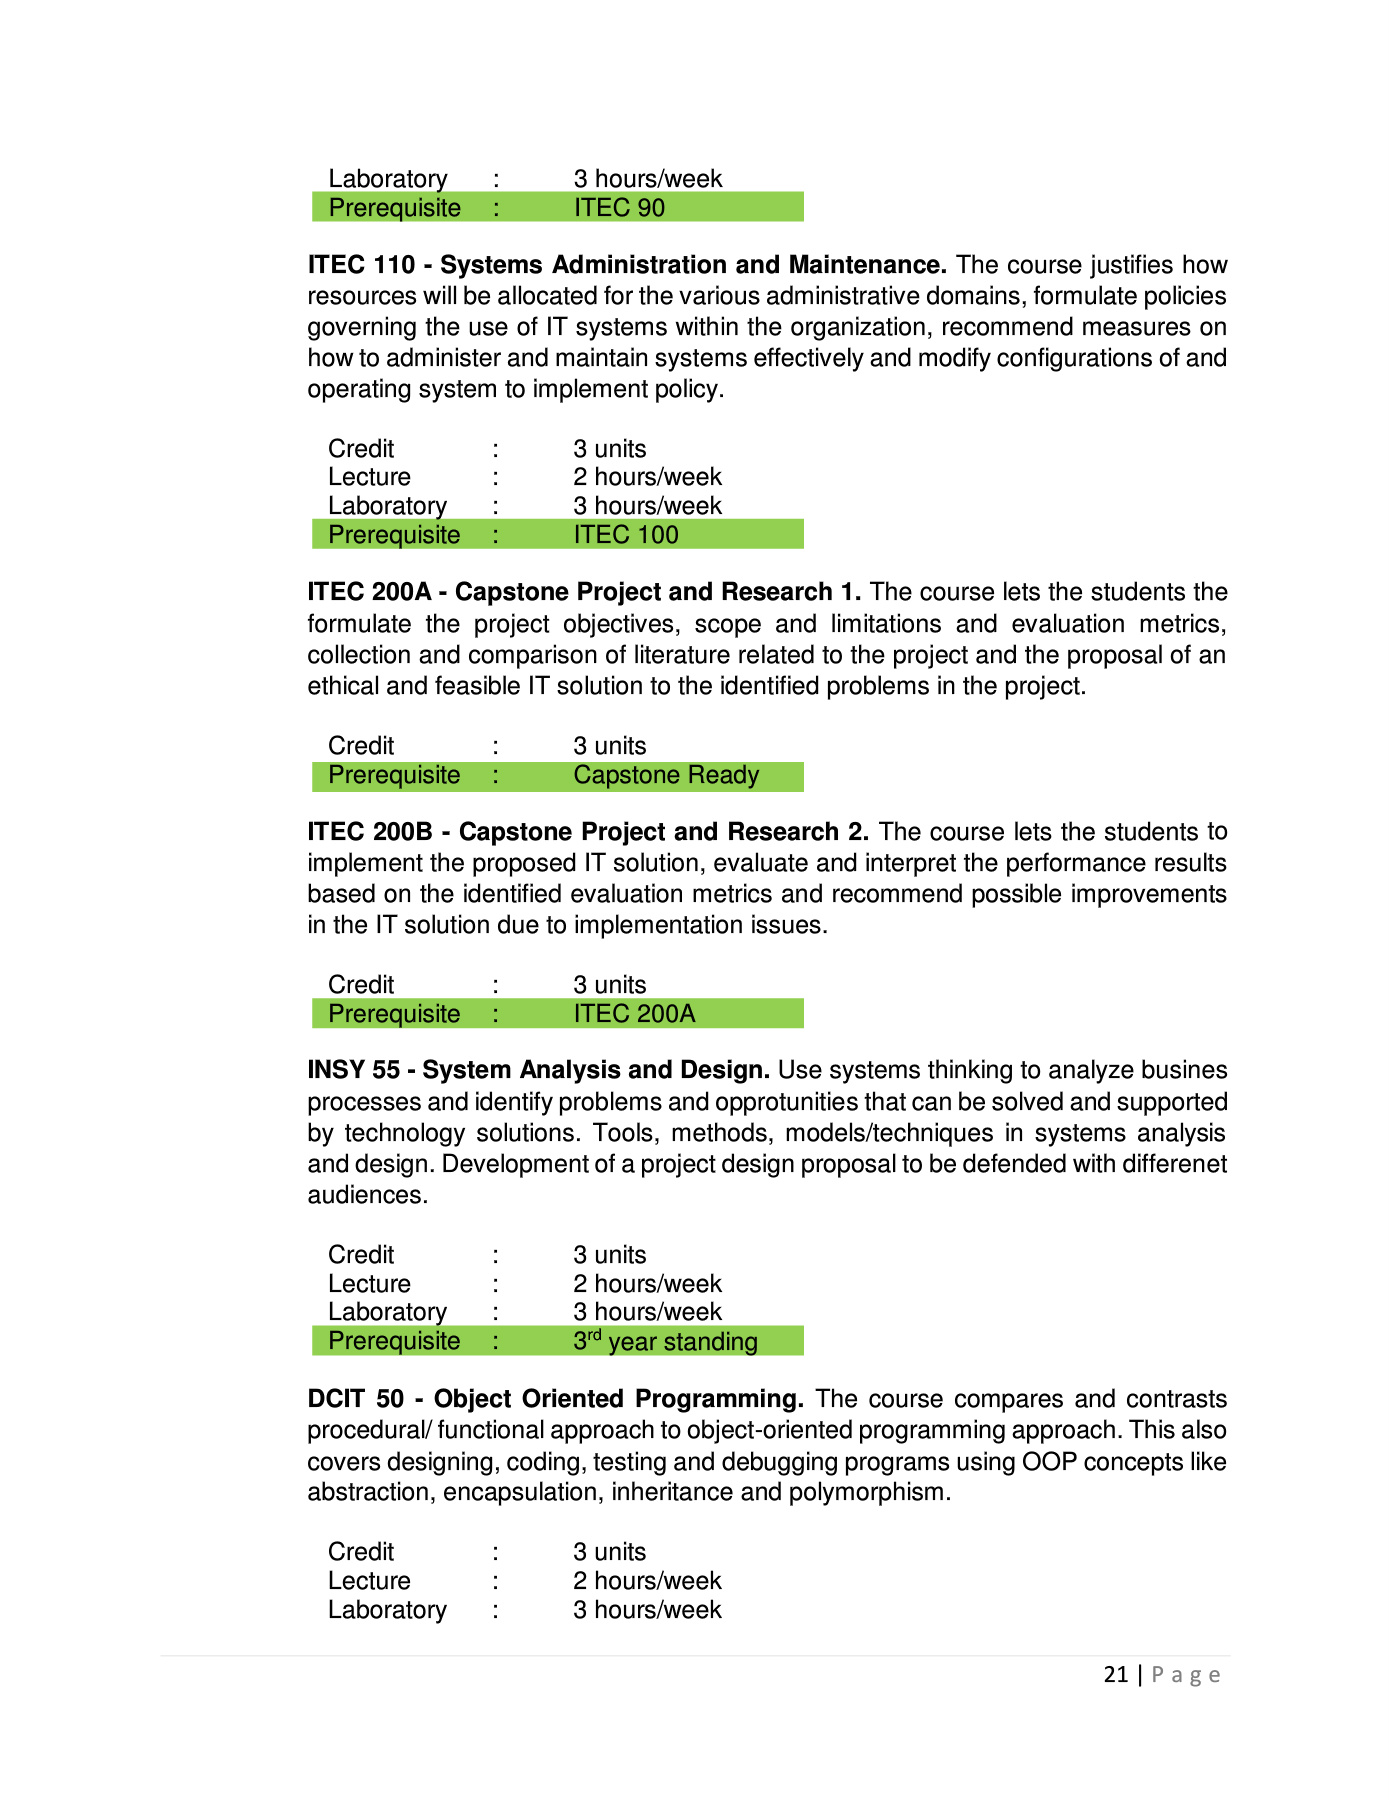 Laboratory : 3 hours/week
Prerequisite : ITEC 90
ITEC 110 - Systems Administration and Maintenance. The course justifies how
resources will be allocated for the various administrative domains, formulate policies
governing the use of IT systems within the organization, recommend measures on
how to administer and maintain systems effectively and modify configurations of and
operating system to implement policy.
Credit : 3 units
Lecture : 2 hours/week
Laboratory : 3 hours/week
Prerequisite : ITEC 100
ITEC 200A - Capstone Project and Research 1. The course lets the students the
formulate the project objectives, scope and limitations and evaluation metrics,
collection and comparison of literature related to the project and the proposal of an
ethical and feasible IT solution to the identified problems in the project.
Credit : 3 units
Prerequisite : Capstone Ready
ITEC 200B - Capstone Project and Research 2. The course lets the students to
implement the proposed IT solution, evaluate and interpret the performance results
based on the identified evaluation metrics and recommend possible improvements
in the IT solution due to implementation issues.
Credit : 3 units
Prerequisite : ITEC 200A
INSY 55 - System Analysis and Design. Use systems thinking to analyze busines
processes and identify problems and opprotunities that can be solved and supported
by technology solutions. Tools, methods, models/techniques in systems analysis
and design. Development of a project design proposal to be defended with differenet
audiences.
Credit : 3 units
Lecture : 2 hours/week
Laboratory : 3 hours/week
Prerequisite : 3rd year standing
DCIT 50 - Object Oriented Programming. The course compares and contrasts
procedural/ functional approach to object-oriented programming approach. This also
covers designing, coding, testing and debugging programs using OOP concepts like
abstraction, encapsulation, inheritance and polymorphism.
Credit : 3 units
Lecture : 2 hours/week
Laboratory : 3 hours/week
21 | Page